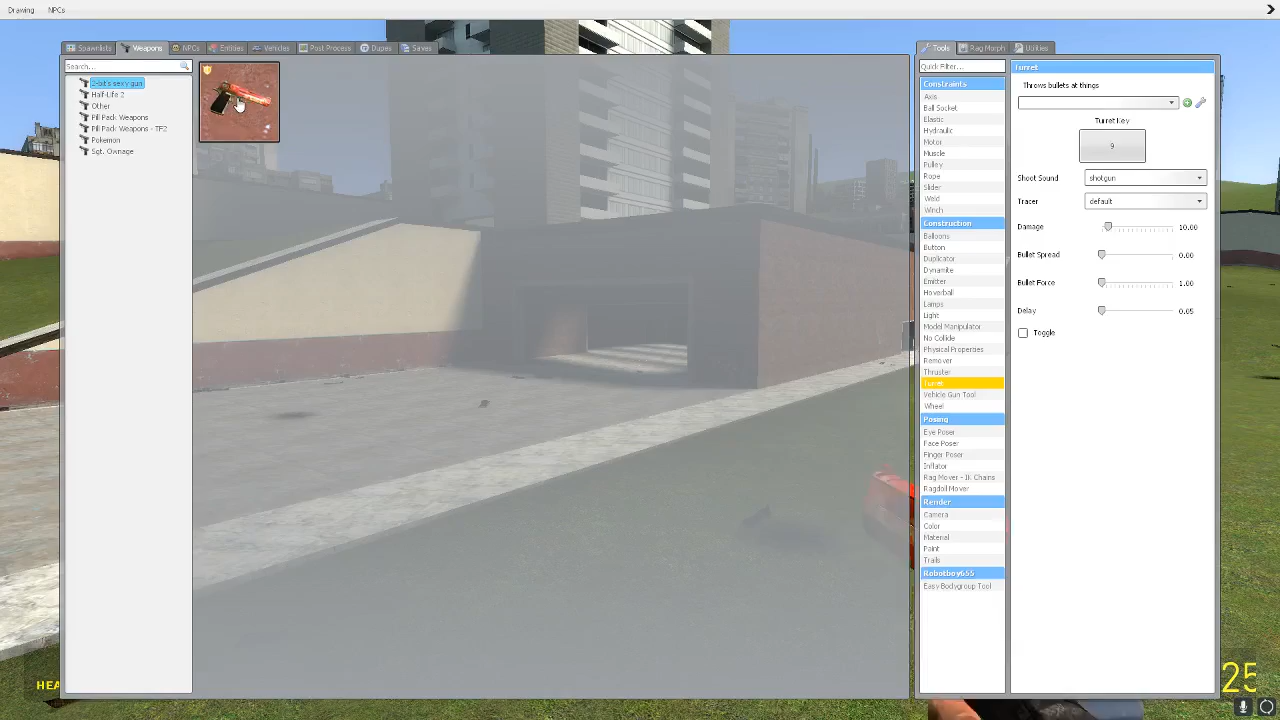 Drawing NPCs
Spawnlists Weapons NPCs Entities Vehicles Post Process Dupes Saves
Search...
2-bit's sexy gun
Half-Life 2
Other
Pill Pack Weapons
Pill Pack Weapons - TF2
Pokemon
Sgt. Ownage
Tools Rag Morph Utilities
Quick Filter...
Constraints
Axis
Ball Socket
Elastic
Hydraulic
Motor
Muscle
Pulley
Rope
Slider
Weld
Winch
Construction
Balloons
Button
Duplicator
Dynamite
Emitter
Hoverball
Lamps
Light
Model Manipulator
No Collide
Physical Properties
Remover
Thruster
Turret
Vehicle Gun Tool
Wheel
Posing
Eye Poser
Face Poser
Finger Poser
Inflator
Rag Mover - IK Chains
Ragdoll Mover
Render
Camera
Color
Material
Paint
Trails
Robotboy655
Easy Bodygroup Tool
Turret
Throws bullets at things
Turret Key
9
Shoot Sound shotgun
Tracer default
Damage 10.00
Bullet Spread 0.00
Bullet Force 1.00
Delay 0.05
Toggle
HEA
25